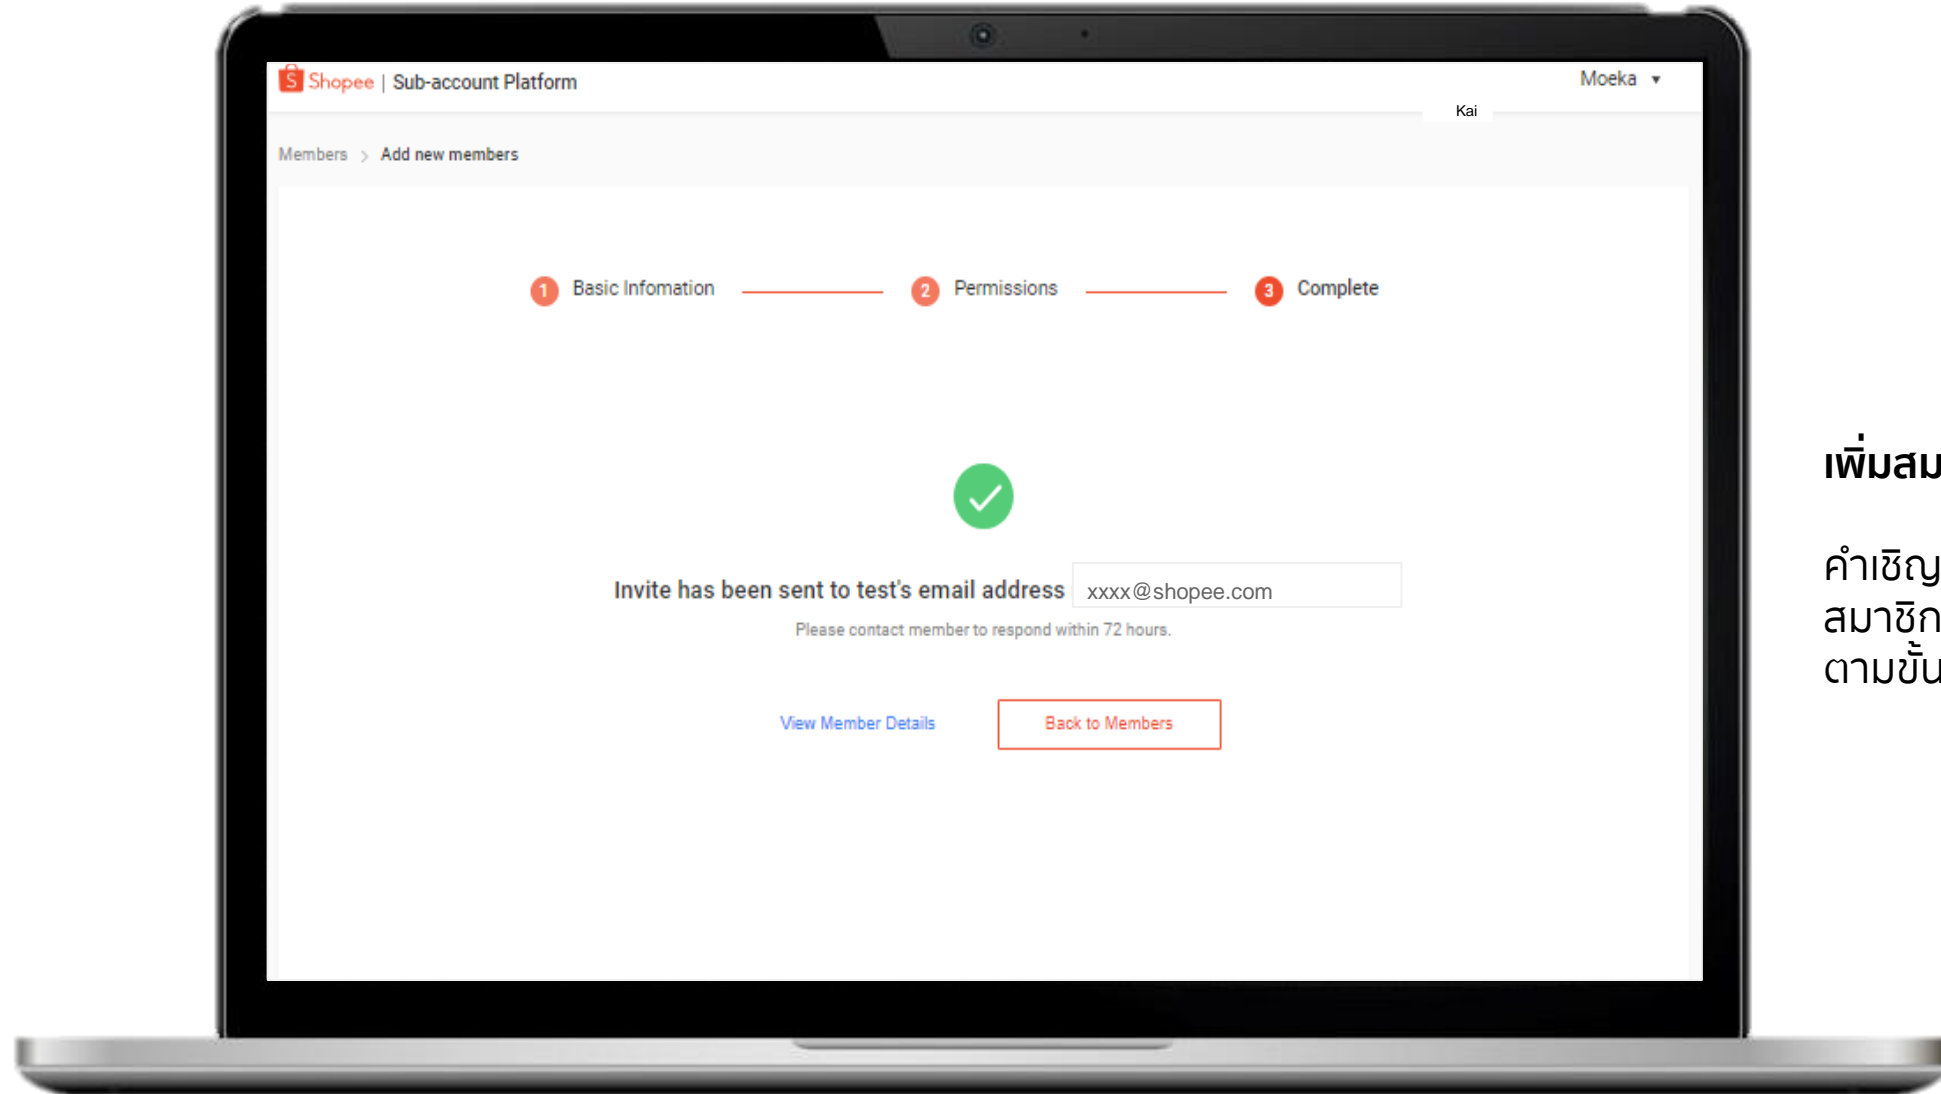 Shopee | Sub-account Platform
Moeka
Kai
Members > Add new members
1 Basic Infomation
2 Permissions
3 Complete
Invite has been sent to test's email address xxxx@shopee.com
Please contact member to respond within 72 hours.
View Member Details
Back to Members
เพิ่มสม
คำเชิญ
สมาชิก
ตามขั้น